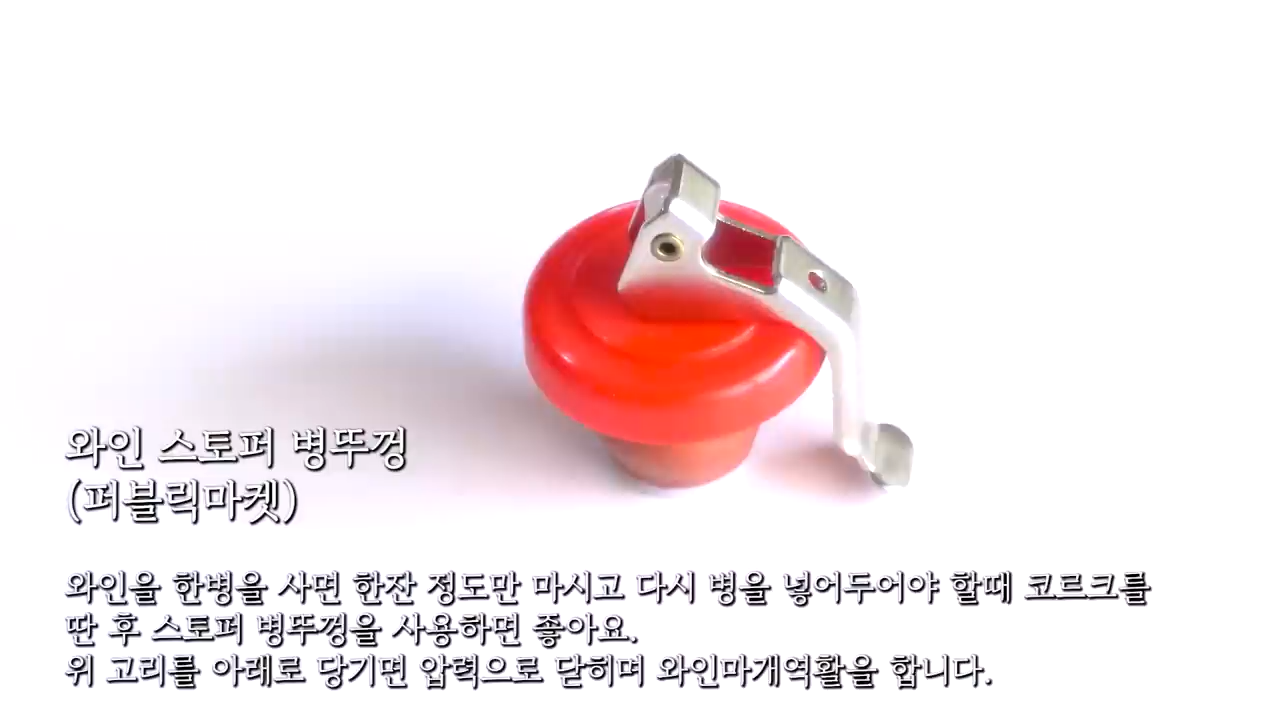 와인 스토퍼 병뚜껑
(퍼블릭마켓)
와인을 한병을 사면 한잔 정도만 마시고 다시 병을 넣어두어야 할때 코르크를
딴 후 스토퍼 병뚜껑을 사용하면 좋아요.
위 고리를 아래로 당기면 압력으로 닫히며 와인마개역활을 합니다.